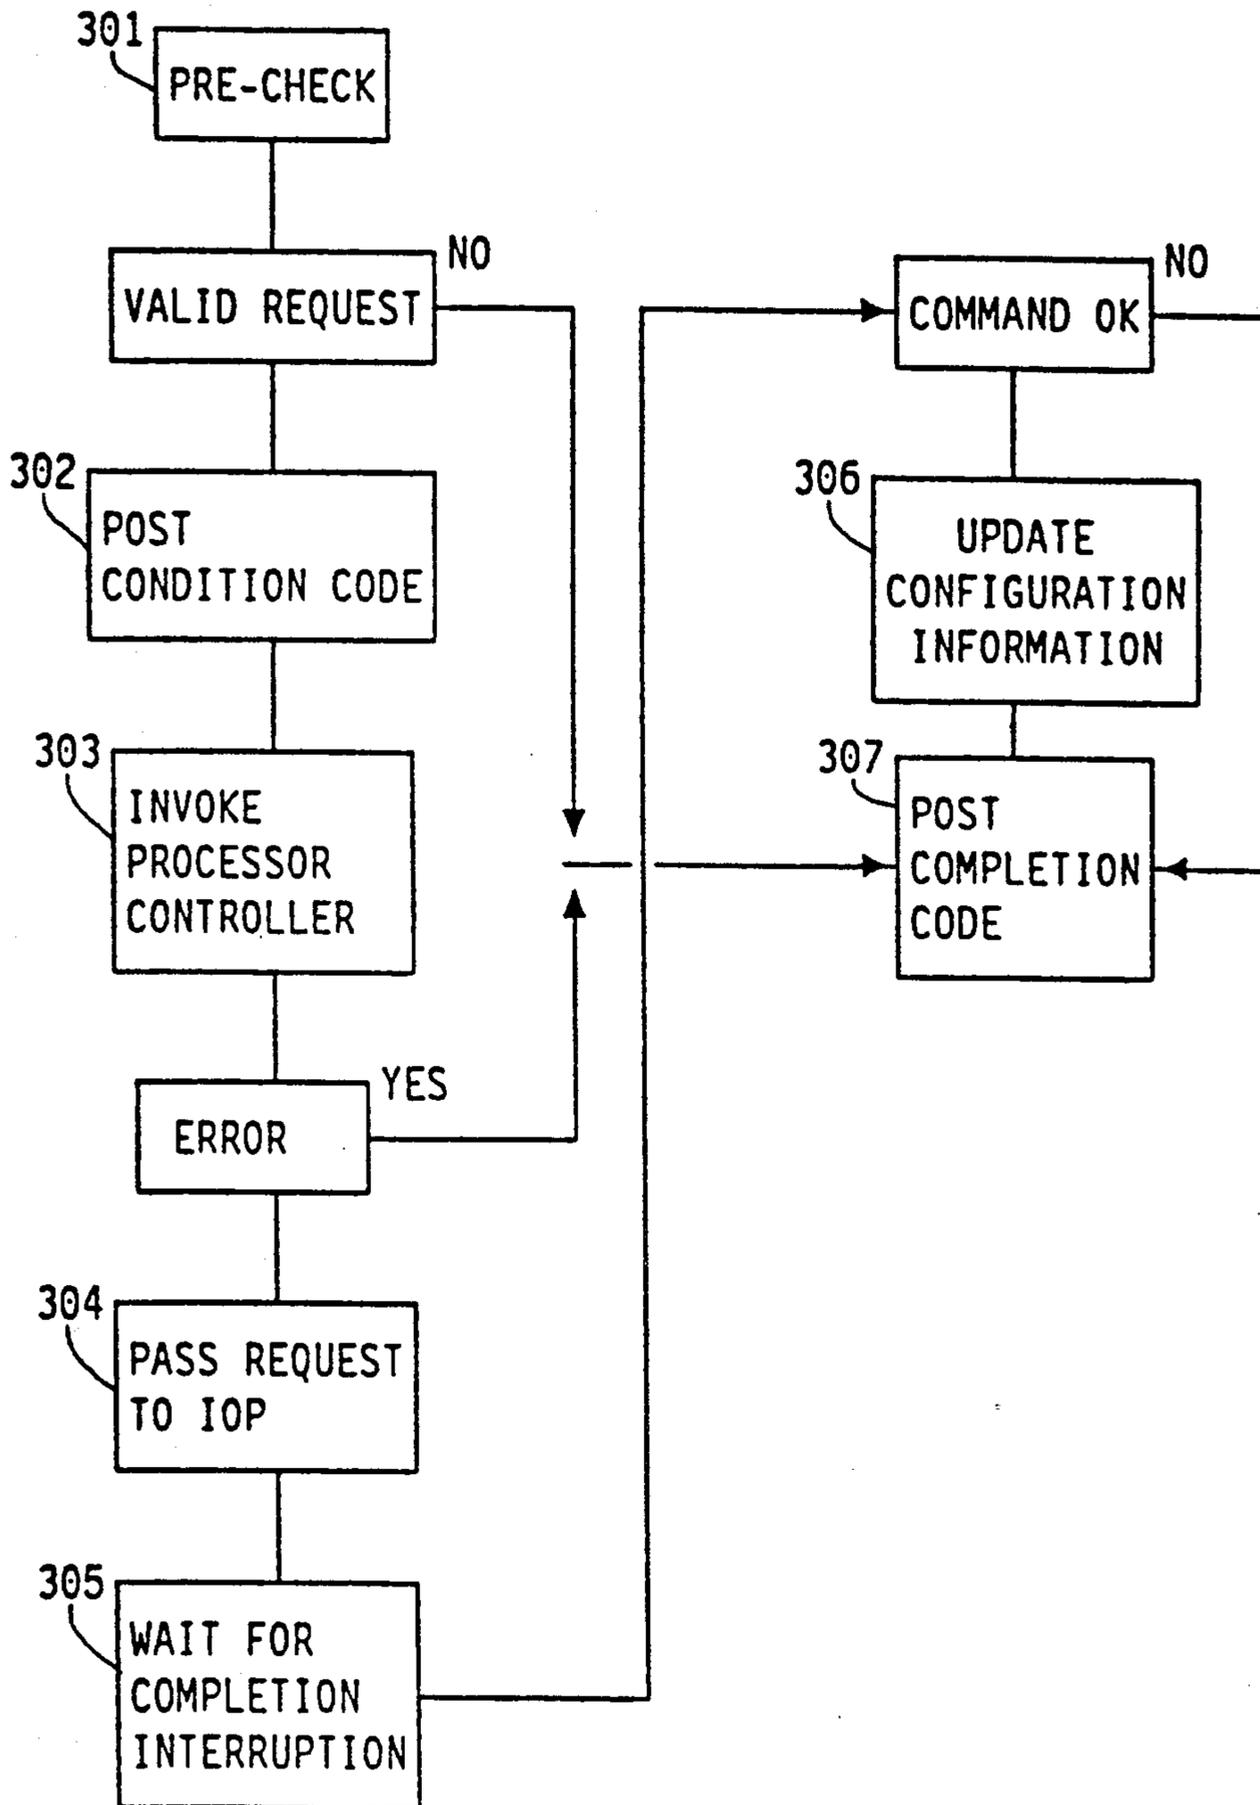 301
PRE-CHECK
NO
VALID REQUEST
302
POST
CONDITION CODE
303
INVOKE
PROCESSOR
CONTROLLER
YES
ERROR
304
PASS REQUEST
TO IOP
305
WAIT FOR
COMPLETION
INTERRUPTION
NO
COMMAND OK
306
UPDATE
CONFIGURATION
INFORMATION
307
POST
COMPLETION
CODE